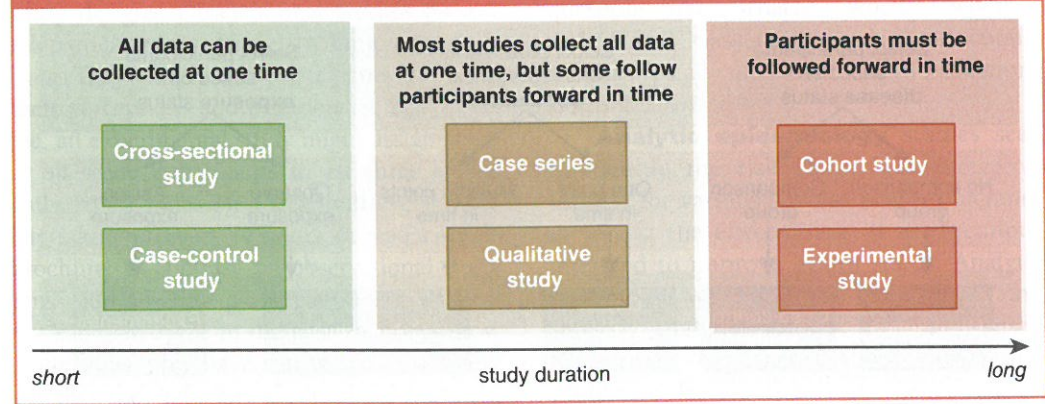 All data can be
collected at one time
Cross-sectional
study
Case-control
study
Most studies collect all data
at one time, but some follow
participants forward in time
Case series
Qualitative
study
Participants must be
followed forward in time
Cohort study
Experimental
study
short
study duration
long